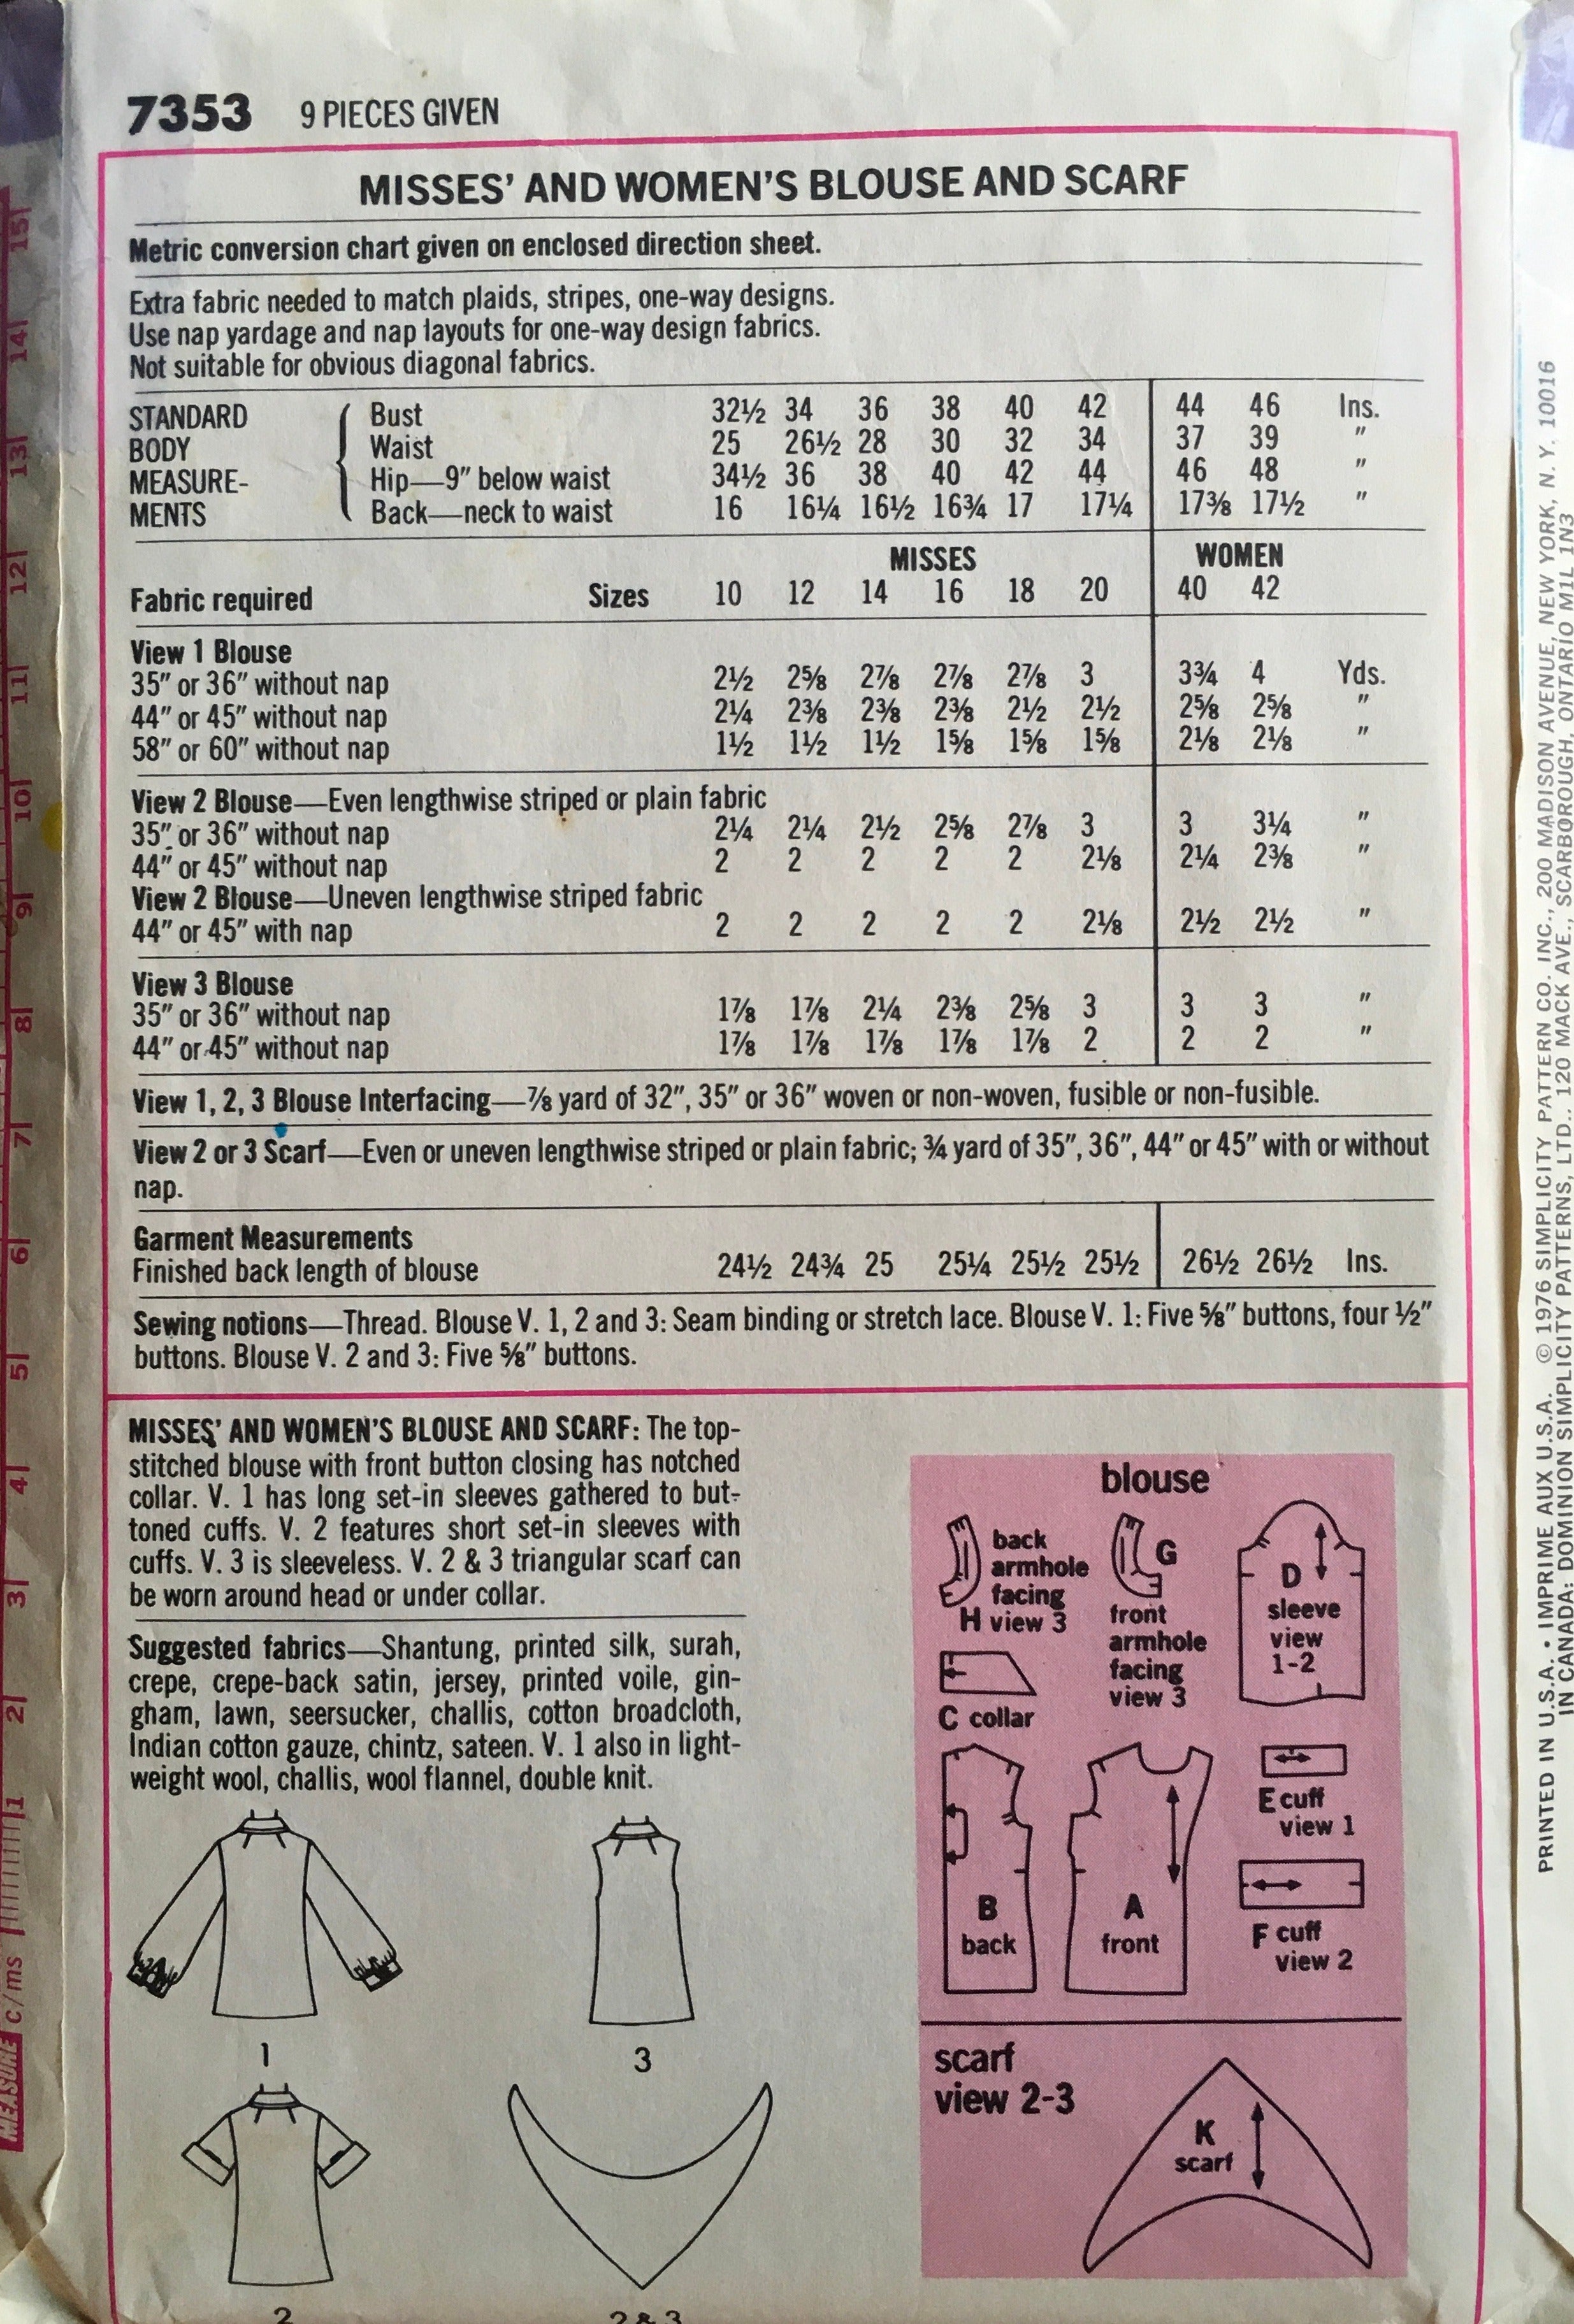 7353 9 PIECES GIVEN
MISSES’ AND WOMEN’S BLOUSE AND SCARF
Metric conversion chart given on enclosed direction sheet.
Extra fabric needed to match plaids, stripes, one-way designs.
Use nap yardage and nap layouts for one-way design fabrics.
Not suitable for obvious diagonal fabrics.
STANDARD Bust 32½ 34 36 38 40 42 44 46 Ins.
BODY Waist 25 26½ 28 30 32 34 37 39 ″
MEASURE- Hip—9″ below waist 34½ 36 38 40 42 44 46 48 ″
MENTS Back—neck to waist 16 16¼ 16½ 16¾ 17 17¼ 17⅜ 17½ ″
MISSES WOMEN
Fabric required Sizes 10 12 14 16 18 20 40 42
View 1 Blouse
35″ or 36″ without nap 2½ 2⅝ 2⅞ 2⅞ 2⅞ 3 3¾ 4 Yds.
44″ or 45″ without nap 2¼ 2⅜ 2⅜ 2⅜ 2½ 2½ 2⅝ 2⅝ ″
58″ or 60″ without nap 1½ 1½ 1½ 1⅝ 1⅝ 1⅝ 2⅛ 2⅛ ″
View 2 Blouse—Even lengthwise striped or plain fabric
35″ or 36″ without nap 2¼ 2¼ 2½ 2⅝ 2⅞ 3 3 3¼ ″
44″ or 45″ without nap 2 2 2 2 2 2⅛ 2¼ 2⅜ ″
View 2 Blouse—Uneven lengthwise striped fabric
44″ or 45″ with nap 2 2 2 2 2 2⅛ 2½ 2½ ″
View 3 Blouse
35″ or 36″ without nap 1⅞ 1⅞ 2¼ 2⅜ 2⅝ 3 3 3 ″
44″ or 45″ without nap 1⅞ 1⅞ 1⅞ 1⅞ 1⅞ 2 2 2 ″
View 1, 2, 3 Blouse Interfacing—⅞ yard of 32″, 35″ or 36″ woven or non-woven, fusible or non-fusible.
View 2 or 3 Scarf—Even or uneven lengthwise striped or plain fabric; ¾ yard of 35″, 36″, 44″ or 45″ with or without
nap.
Garment Measurements
Finished back length of blouse 24½ 24¾ 25 25¼ 25½ 25½ 26½ 26½ Ins.
Sewing notions—Thread. Blouse V. 1, 2 and 3: Seam binding or stretch lace. Blouse V. 1: Five ⅝″ buttons, four ½″
buttons. Blouse V. 2 and 3: Five ⅝″ buttons.
MISSES’ AND WOMEN’S BLOUSE AND SCARF: The top-
stitched blouse with front button closing has notched
collar. V. 1 has long set-in sleeves gathered to but-
toned cuffs. V. 2 features short set-in sleeves with
cuffs. V. 3 is sleeveless. V. 2 & 3 triangular scarf can
be worn around head or under collar.
Suggested fabrics—Shantung, printed silk, surah,
crepe, crepe-back satin, jersey, printed voile, gin-
gham, lawn, seersucker, challis, cotton broadcloth,
Indian cotton gauze, chintz, sateen. V. 1 also in light-
weight wool, challis, wool flannel, double knit.
1
3
2
2 & 3
blouse
back
armhole
facing
H view 3
G
front
armhole
facing
view 3
D
sleeve
view
1-2
C collar
B
back
A
front
E cuff
view 1
F cuff
view 2
scarf
view 2-3
K
scarf
PRINTED IN U.S.A. • IMPRIME AUX U.S.A. © 1976 SIMPLICITY PATTERN CO. INC., 200 MADISON AVENUE, NEW YORK, N. Y. 10016
IN CANADA: DOMINION SIMPLICITY PATTERNS, LTD.. 120 MACK AVE., SCARBOROUGH, ONTARIO M1L 1N3
15
14
13
12
11
10
9
8
7
6
5
4
3
2
1
MEASURE c/ms